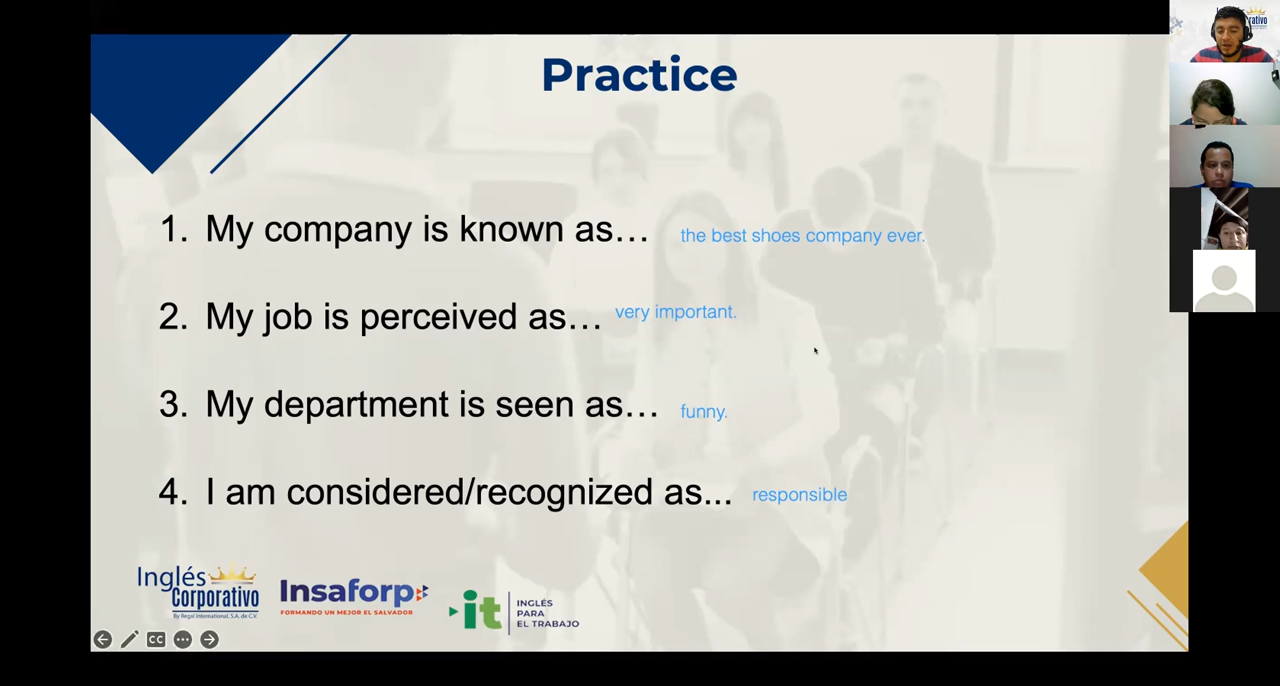 Practice
1. My company is known as… the best shoes company ever.
2. My job is perceived as… very important.
3. My department is seen as… funny.
4. I am considered/recognized as... responsible
Inglés
Corporativo
By Regal International, S.A. de C.V.
Insaforp
FORMANDO UN MEJOR EL SALVADOR
it
INGLÉS
PARA
EL TRABAJO
CC